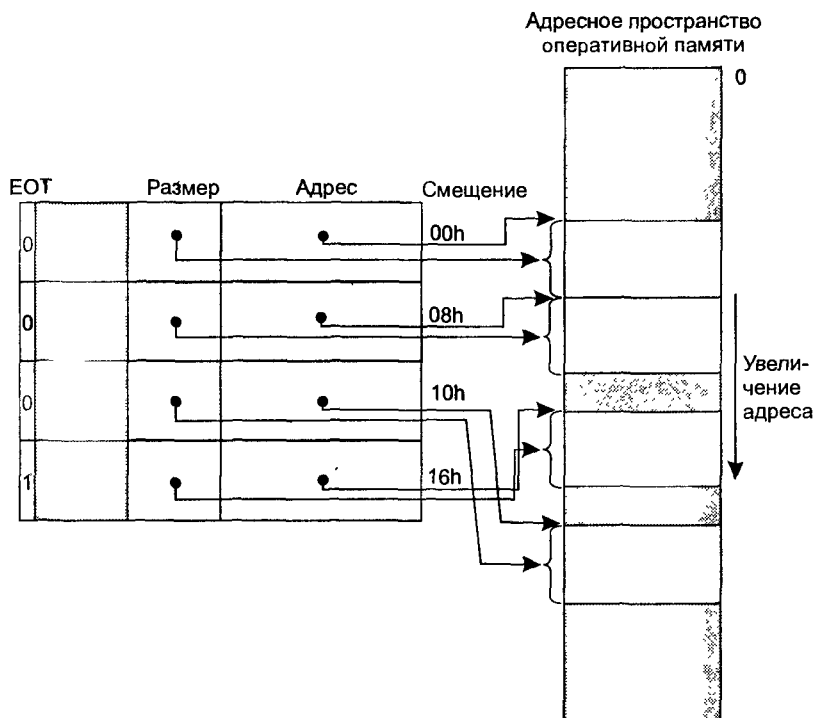 Адресное пространство
оперативной памяти
0
EOT Размер Адрес Смещение
0 00h
0 08h
0 10h
1 16h
Увели-
чение
адреса